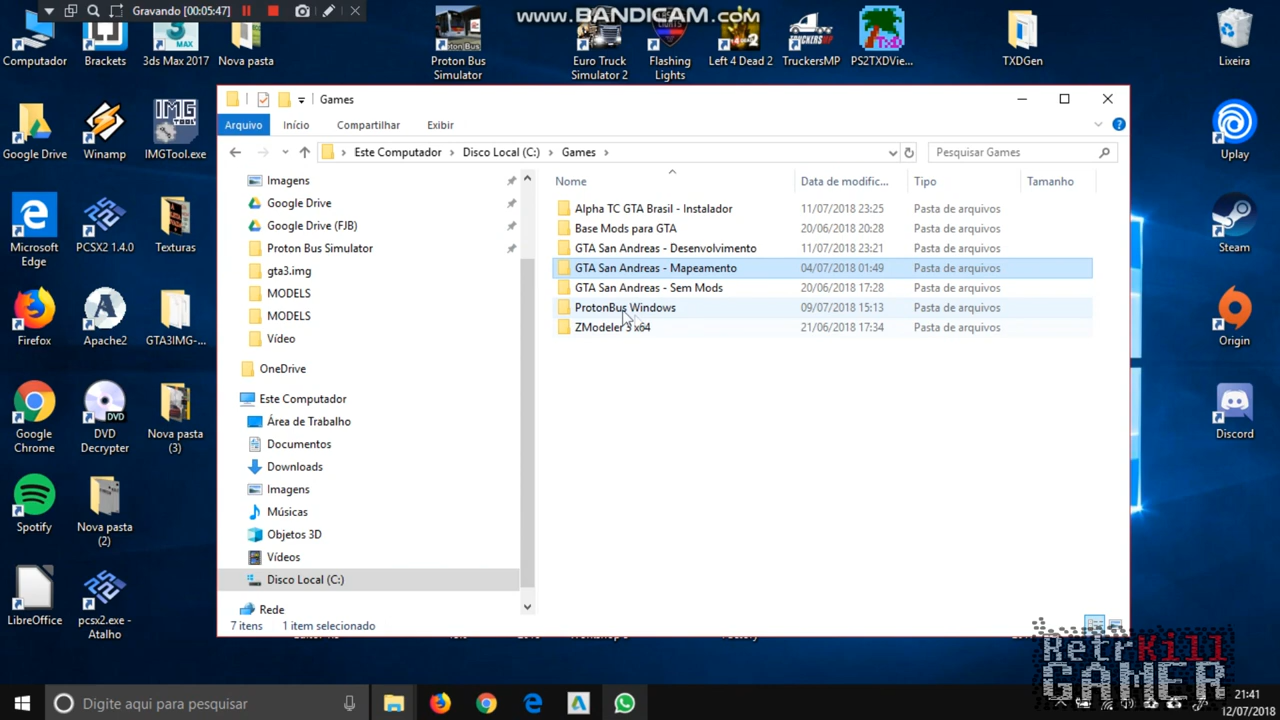 Gravando [00:05:47]
www.BANDICAM.com
Computador
Brackets
3ds Max 2017
Nova pasta
Proton Bus
Simulator
Euro Truck
Simulator 2
Flashing
Lights
Left 4 Dead 2
TruckersMP
PS2TXDVie...
TXDGen
Lixeira
Google Drive
Winamp
IMGTool.exe
Microsoft
Edge
PCSX2 1.4.0
Texturas
Firefox
Apache2
GTA3IMG-...
Google
Chrome
DVD
Decrypter
Nova pasta
(3)
Spotify
Nova pasta
(2)
LibreOffice
pcsx2.exe -
Atalho
Uplay
Steam
Origin
Discord
Games
Arquivo
Início
Compartilhar
Exibir
Este Computador > Disco Local (C:) > Games >
Pesquisar Games
Imagens
Google Drive
Google Drive (FJB)
Proton Bus Simulator
gta3.img
MODELS
MODELS
Vídeo
OneDrive
Este Computador
Área de Trabalho
Documentos
Downloads
Imagens
Músicas
Objetos 3D
Vídeos
Disco Local (C:)
Rede
Nome Data de modific... Tipo Tamanho
Alpha TC GTA Brasil - Instalador 11/07/2018 23:25 Pasta de arquivos
Base Mods para GTA 20/06/2018 20:28 Pasta de arquivos
GTA San Andreas - Desenvolvimento 11/07/2018 23:21 Pasta de arquivos
GTA San Andreas - Mapeamento 04/07/2018 01:49 Pasta de arquivos
GTA San Andreas - Sem Mods 20/06/2018 17:28 Pasta de arquivos
ProtonBus Windows 09/07/2018 15:13 Pasta de arquivos
ZModeler 3 x64 21/06/2018 17:34 Pasta de arquivos
7 itens 1 item selecionado
RetrKill
GAMER
Digite aqui para pesquisar
21:41
12/07/2018